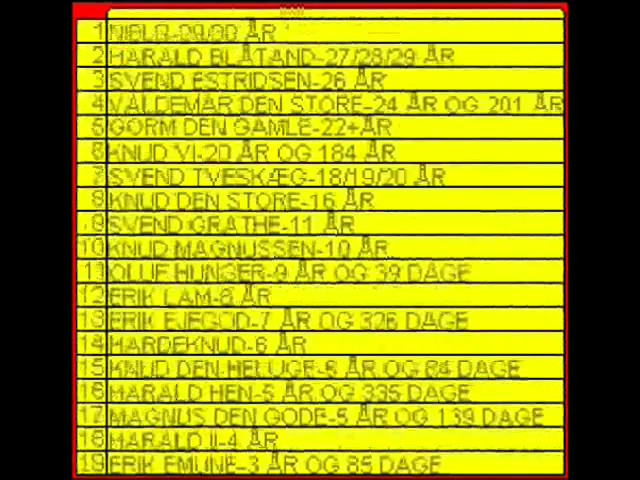 1 NIELS-29/30 ÅR
2 HARALD BLÅTAND-27/28/29 ÅR
3 SVEND ESTRIDSEN-26 ÅR
4 VALDEMAR DEN STORE-24 ÅR OG 201 ÅR
5 GORM DEN GAMLE-22+ÅR
6 KNUD VI-20 ÅR OG 184 ÅR
7 SVEND TVESKÆG-18/19/20 ÅR
8 KNUD DEN STORE-16 ÅR
9 SVEND GRATHE-11 ÅR
10 KNUD MAGNUSSEN-10 ÅR
11 OLUF HUNGER-9 ÅR OG 39 DAGE
12 ERIK LAM-8 ÅR
13 ERIK EJEGOD-7 ÅR OG 326 DAGE
14 HARDEKNUD-6 ÅR
15 KNUD DEN HELLIGE-6 ÅR OG 84 DAGE
16 HARALD HEN-5 ÅR OG 335 DAGE
17 MAGNUS DEN GODE-5 ÅR OG 139 DAGE
18 HARALD II-4 ÅR
19 ERIK EMUNE-3 ÅR OG 85 DAGE